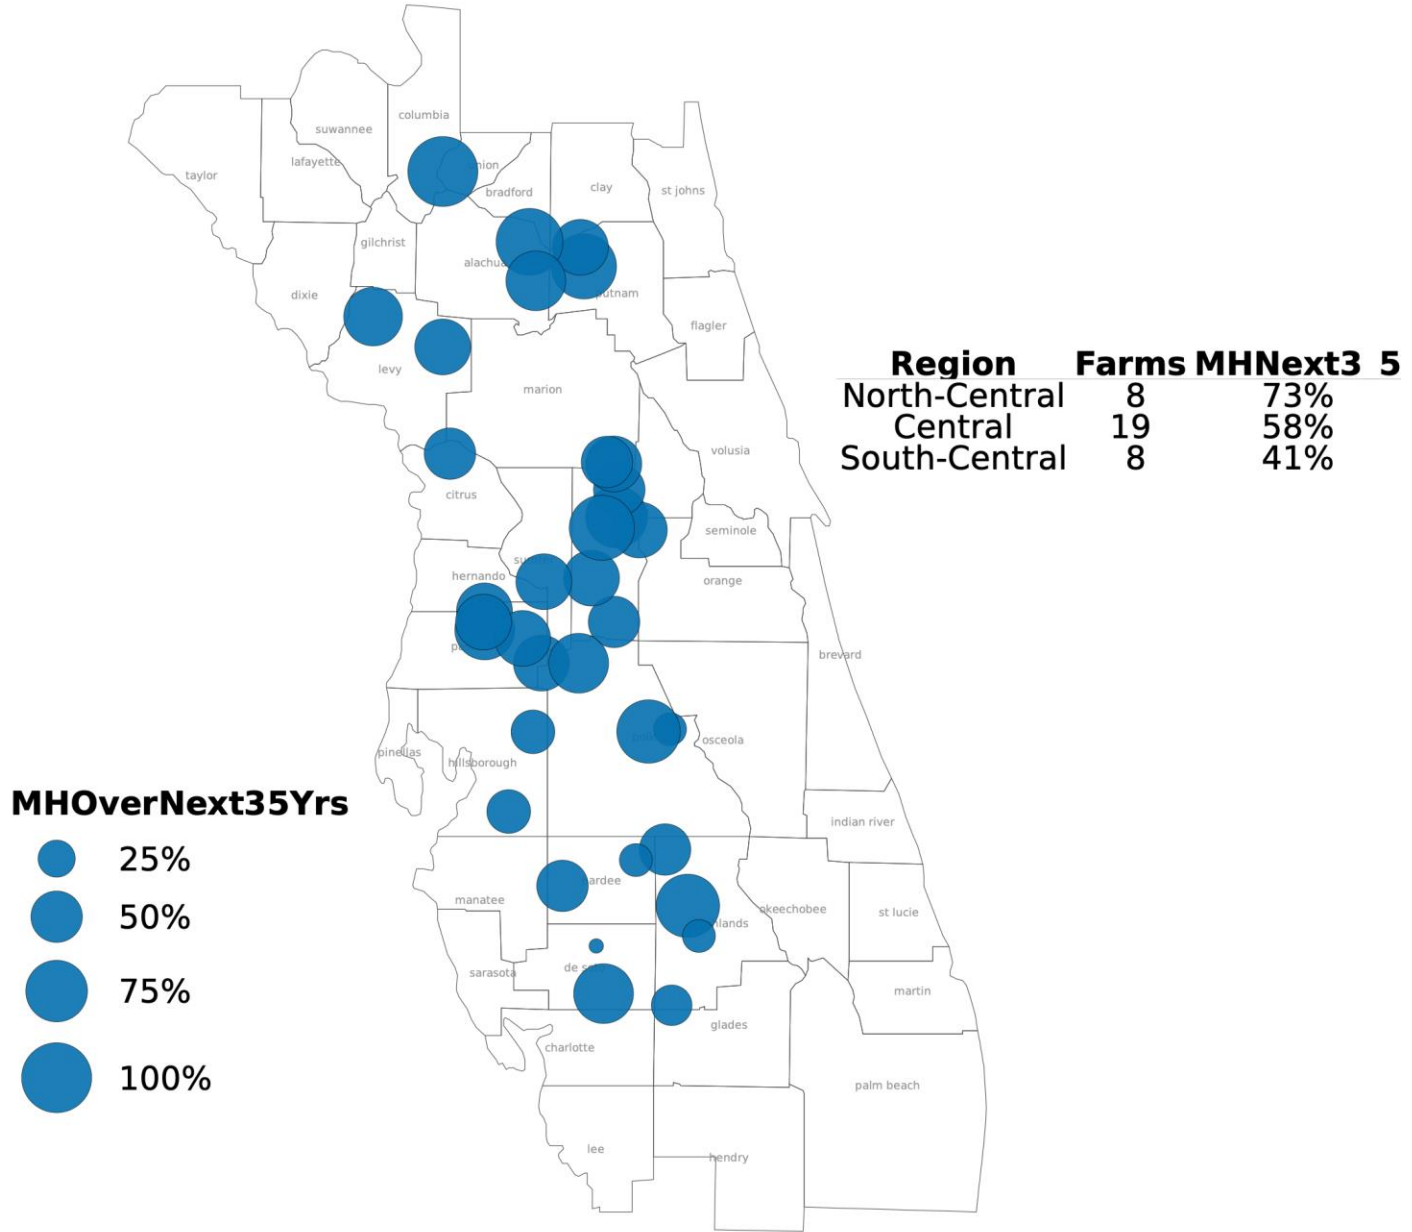 columbia
suwannee
lafayette
union
taylor
bradford
clay
st johns
gilchrist
alachua
dixie
putnam
flagler
levy
marion
Region Farms MHNext3 5
North-Central 8 73%
Central 19 58%
South-Central 8 41%
volusia
citrus
seminole
hernando
orange
brevard
osceola
pinellas
hillsborough
MHOverNext35Yrs
25%
50%
75%
100%
indian river
hardee
manatee
okeechobee
st lucie
sarasota
martin
glades
charlotte
palm beach
lee
hendry